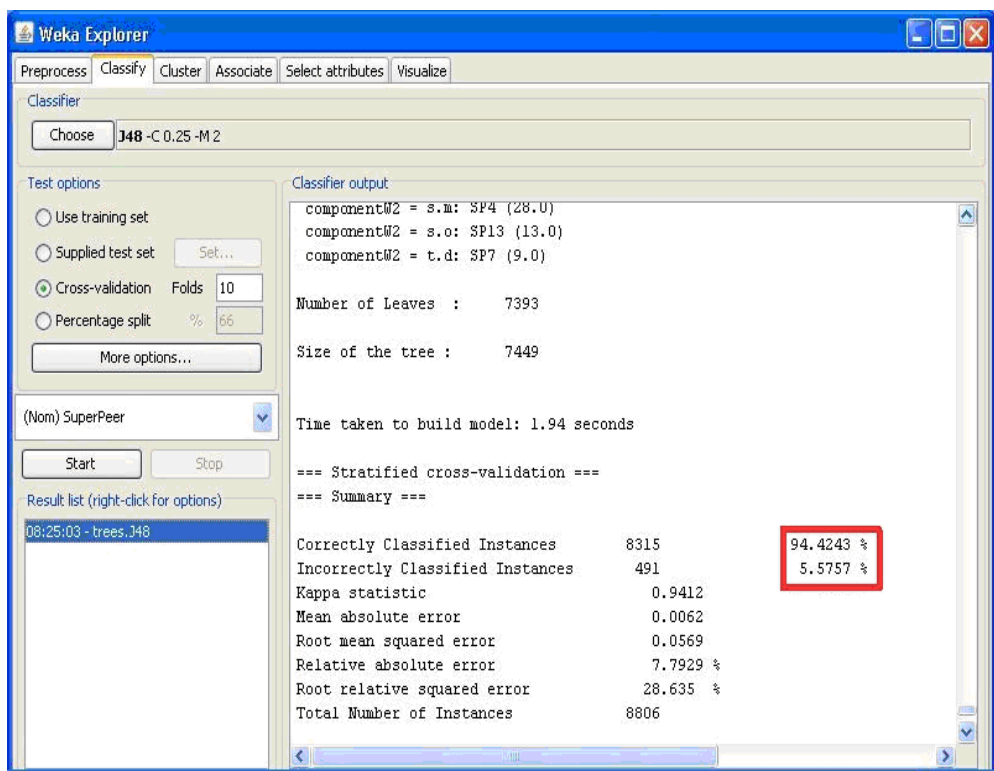 Weka Explorer
Preprocess Classify Cluster Associate Select attributes Visualize
Classifier
Choose J48 -C 0.25 -M 2
Test options
Use training set
Supplied test set Set...
Cross-validation Folds 10
Percentage split % 66
More options...
(Nom) SuperPeer
Start Stop
Result list (right-click for options)
08:25:03 - trees.J48
Classifier output
componentW2 = s.m: SP4 (28.0)
componentW2 = s.o: SP13 (13.0)
componentW2 = t.d: SP7 (9.0)
Number of Leaves : 7393
Size of the tree : 7449
Time taken to build model: 1.94 seconds
=== Stratified cross-validation ===
=== Summary ===
Correctly Classified Instances 8315 94.4243 %
Incorrectly Classified Instances 491 5.5757 %
Kappa statistic 0.9412
Mean absolute error 0.0062
Root mean squared error 0.0569
Relative absolute error 7.7929 %
Root relative squared error 28.635 %
Total Number of Instances 8806